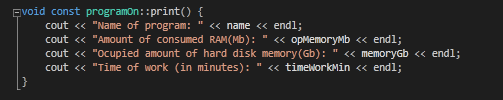 void const programOn::print() {
cout << "Name of program: " << name << endl;
cout << "Amount of consumed RAM(Mb): " << opMemoryMb << endl;
cout << "Ocupied amount of hard disk memory(Gb): " << memoryGb << endl;
cout << "Time of work (in minutes): " << timeWorkMin << endl;
}